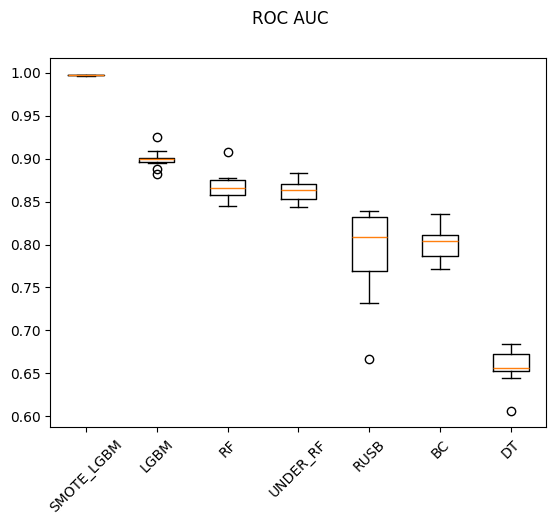 ROC AUC
1.00
0.95
0.90
0.85
0.80
0.75
0.70
0.65
0.60
SMOTE_LGBM
LGBM
RF
UNDER_RF
RUSB
BC
DT